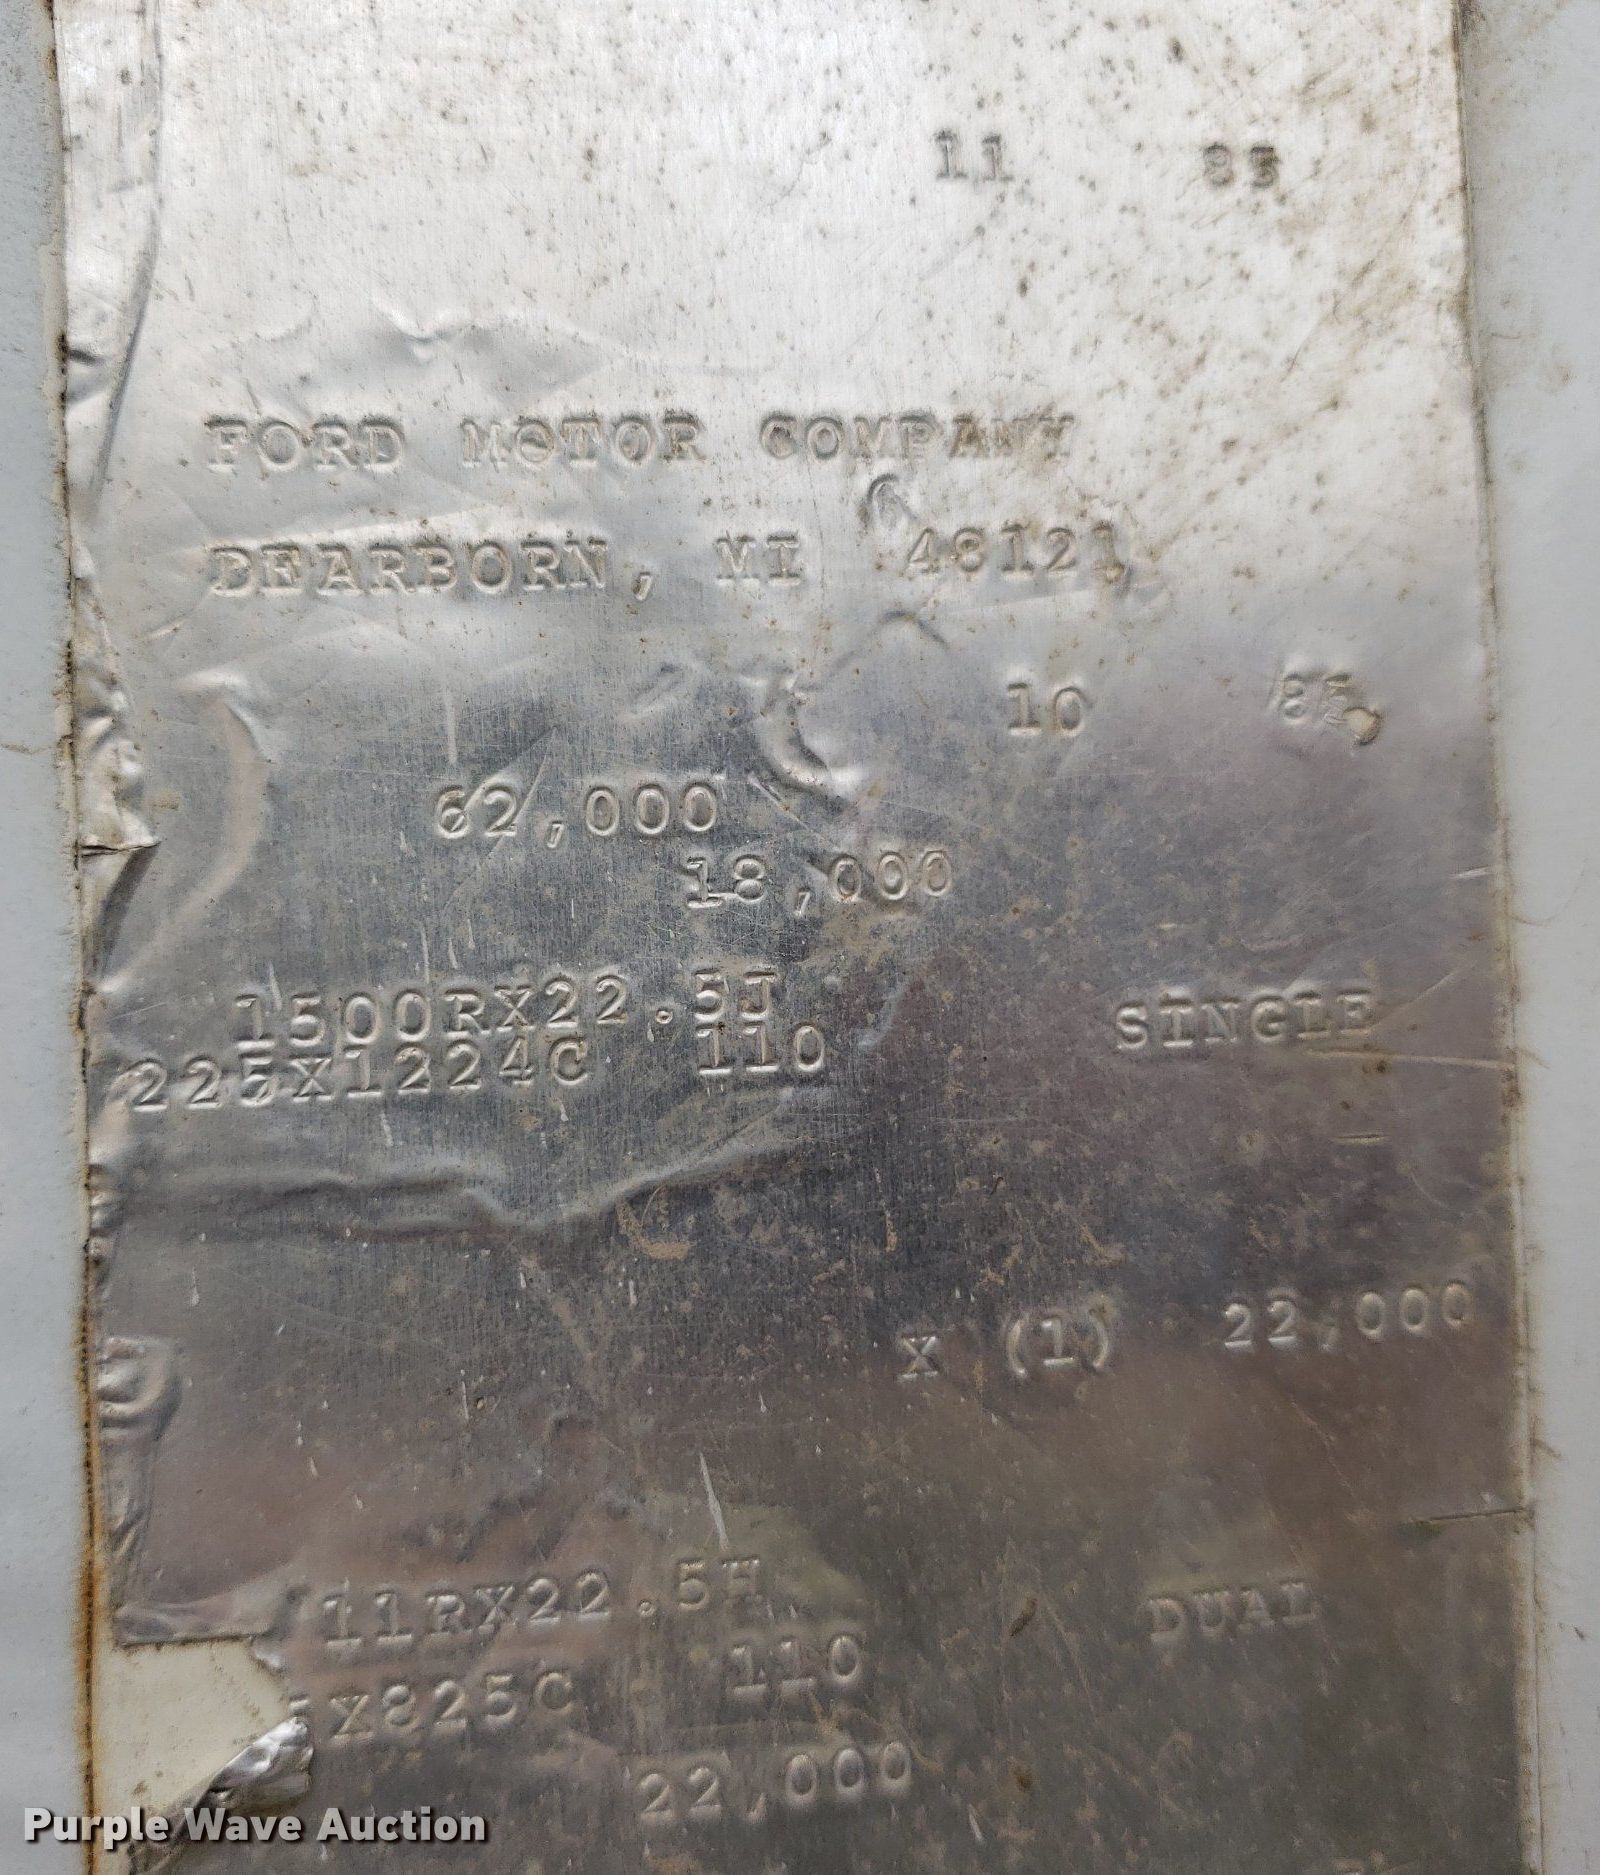 11 85
FORD MOTOR COMPANY
DEARBORN, MI 48121
10 85
62,000
18,000
1500RX22.5J SINGLE
225X1224C 110
X (1) 22,000
11RX22.5H DUAL
5X825C 110
22,000
Purple Wave Auction